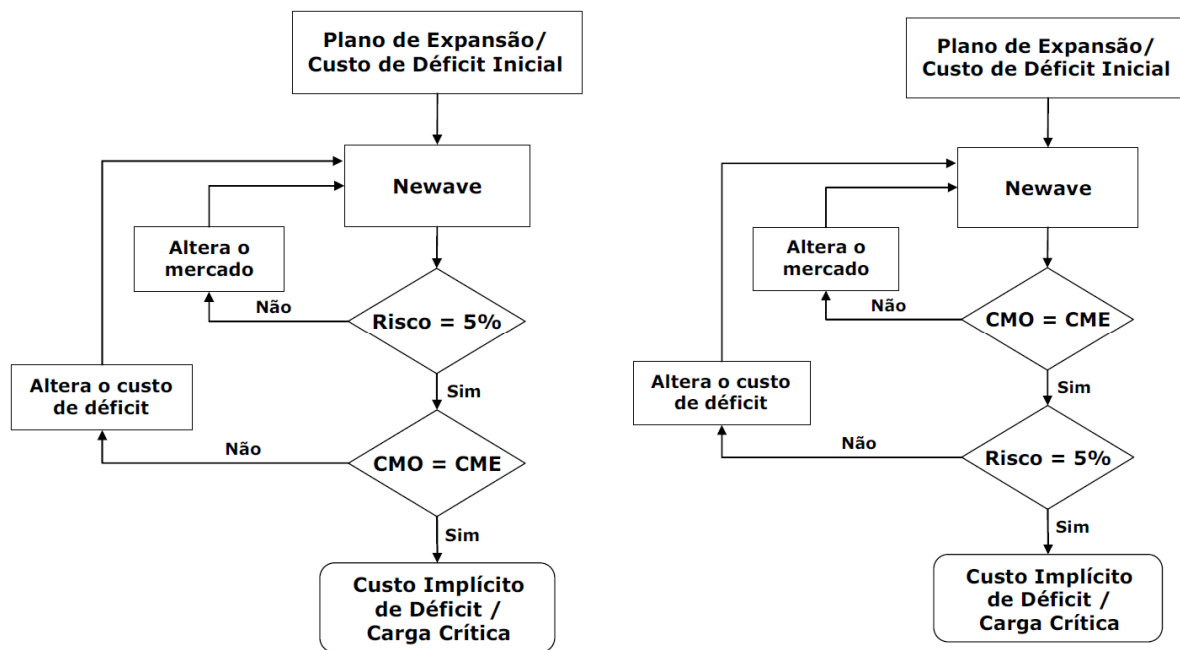 Plano de Expansão/
Custo de Déficit Inicial
Newave
Altera o
mercado
Não
Risco = 5%
Sim
Altera o custo
de déficit
Não
CMO = CME
Sim
Custo Implícito
de Déficit /
Carga Crítica
Plano de Expansão/
Custo de Déficit Inicial
Newave
Altera o
mercado
Não
CMO = CME
Sim
Altera o custo
de déficit
Não
Risco = 5%
Sim
Custo Implícito
de Déficit /
Carga Crítica